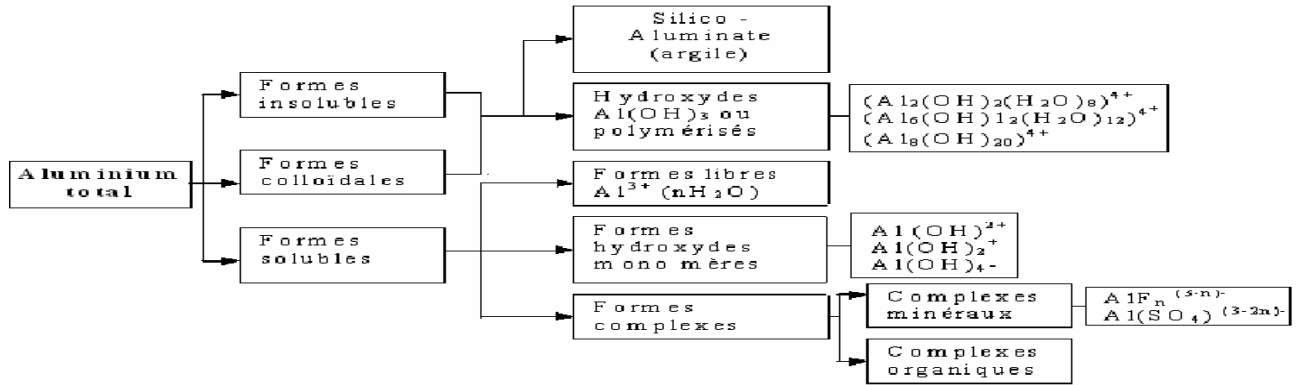 Aluminium
total
Formes
insolubles
Formes
colloïdales
Formes
solubles
Silico -
Aluminate
(argile)
Hydroxydes
Al(OH)₃ ou
polymérisés
(Al₂(OH)₂(H₂O)₈)⁴⁺
(Al₆(OH)1₂(H₂O)₁₂)⁴⁺
(Al₈(OH)₂₀)⁴⁺
Formes libres
Al³⁺ (nH₂O)
Formes
hydroxydes
mono mères
Al(OH)²⁺
Al(OH)₂⁺
Al(OH)₄-
Formes
complexes
Complexes
minéraux
AlFₙ ⁽³⁻ⁿ⁾⁻
Al(SO₄) ⁽³⁻²ⁿ⁾⁻
Complexes
organiques